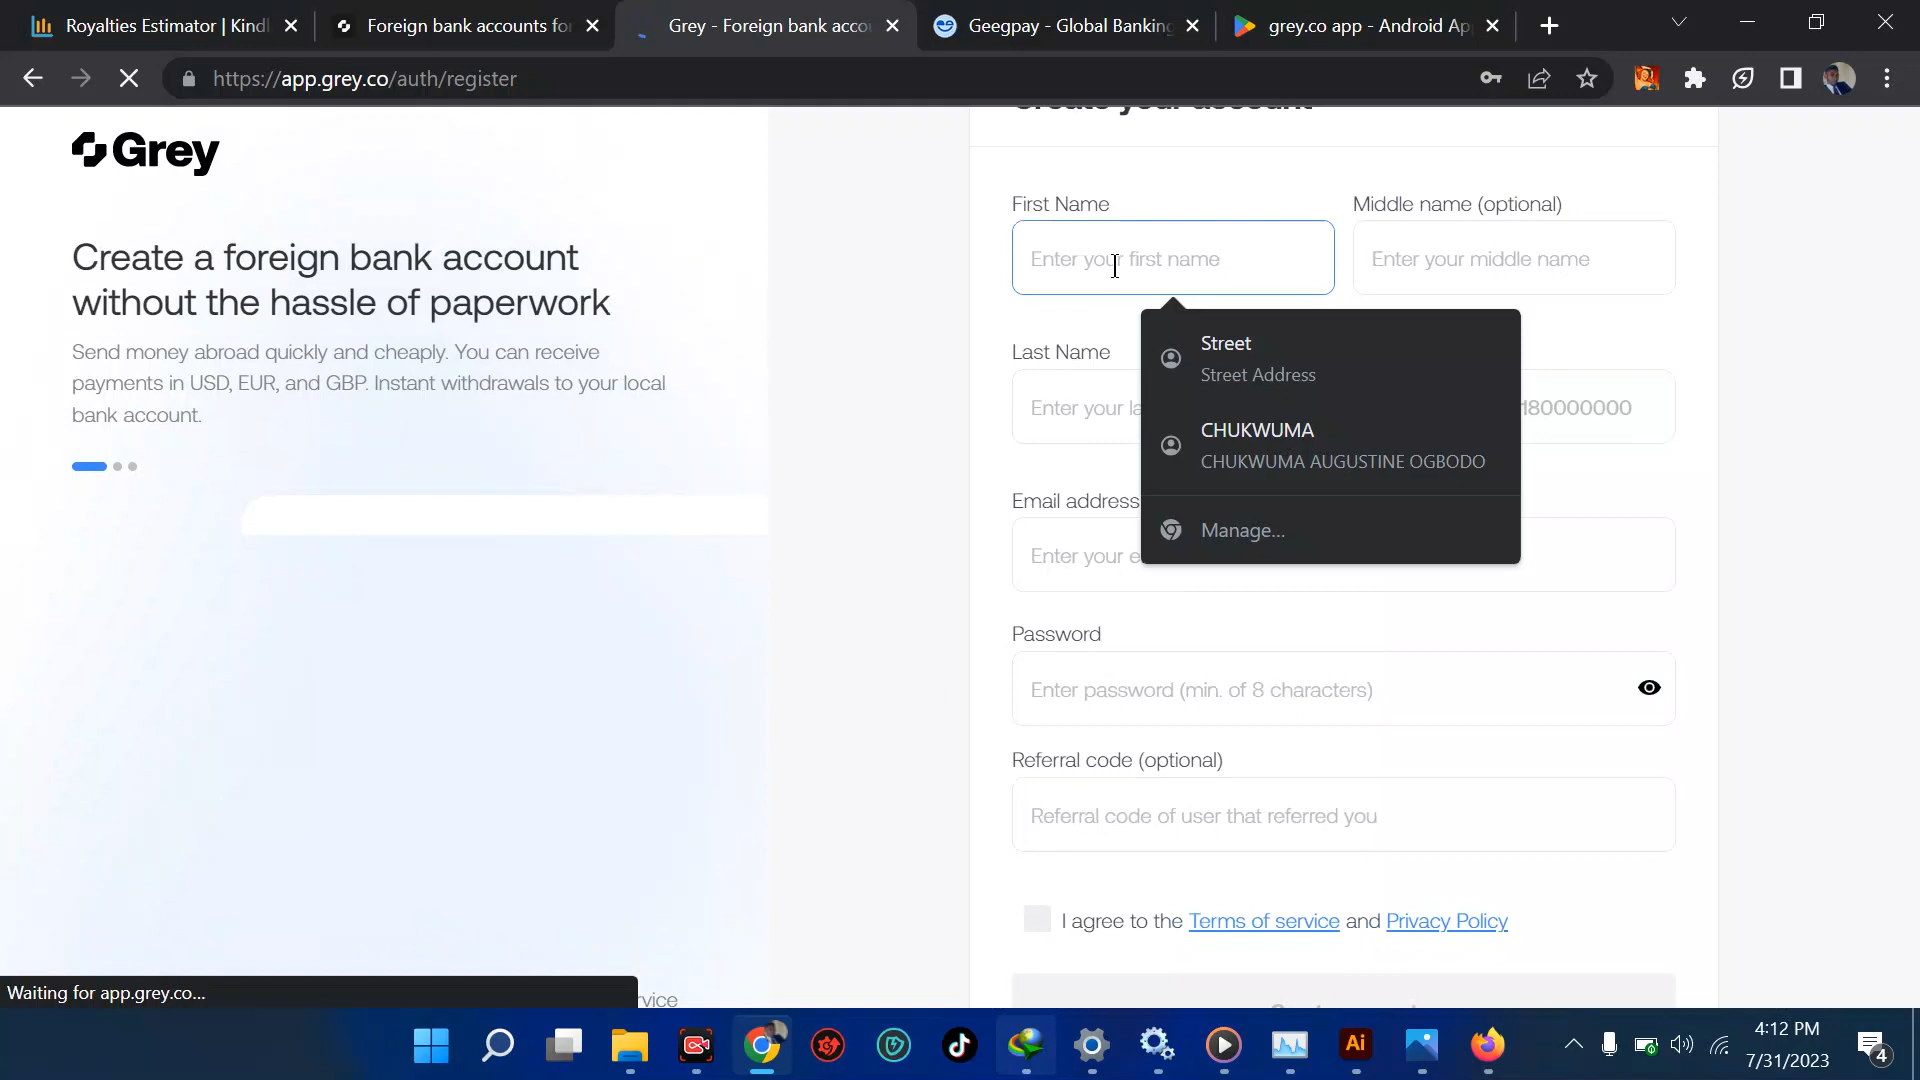 Royalties Estimator | Kindl
Foreign bank accounts fo
Grey - Foreign bank acco
Geegpay - Global Banking
grey.co app - Android Ap
https://app.grey.co/auth/register
Grey
Create a foreign bank account
without the hassle of paperwork
Send money abroad quickly and cheaply. You can receive
payments in USD, EUR, and GBP. Instant withdrawals to your local
bank account.
Create your account
First Name
Middle name (optional)
Enter your first name
Enter your middle name
Street
Street Address
CHUKWUMA
CHUKWUMA AUGUSTINE OGBODO
Manage...
Last Name
Enter your la
180000000
Email address
Enter your e
Password
Enter password (min. of 8 characters)
Referral code (optional)
Referral code of user that referred you
I agree to the Terms of service and Privacy Policy
Waiting for app.grey.co...
rvice
Ai
4:12 PM
7/31/2023
4